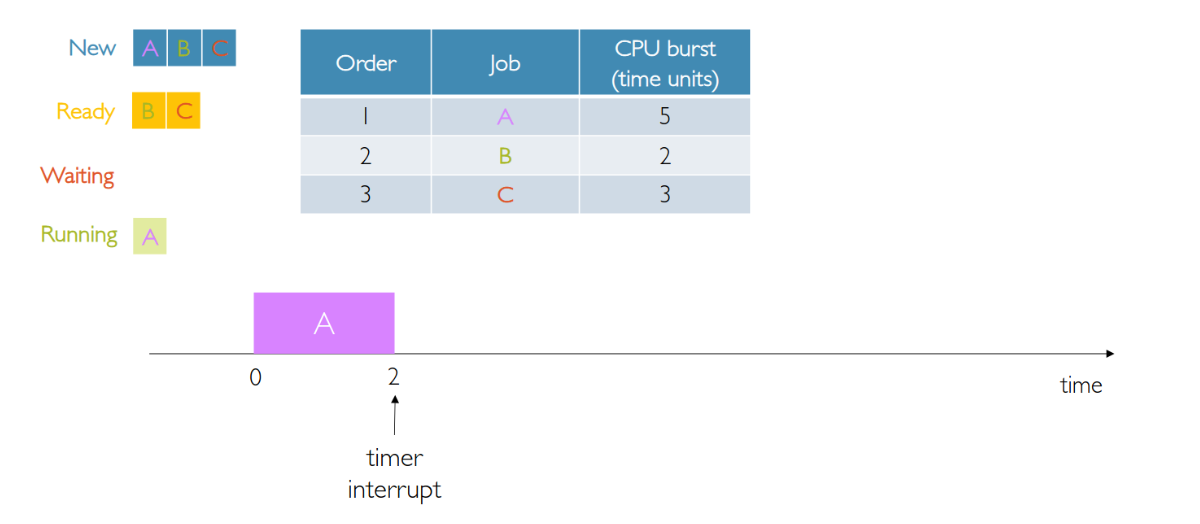 New A B C
Ready B C
Waiting
Running A
Order Job CPU burst (time units)
1 A 5
2 B 2
3 C 3
A
0 2 time
timer
interrupt